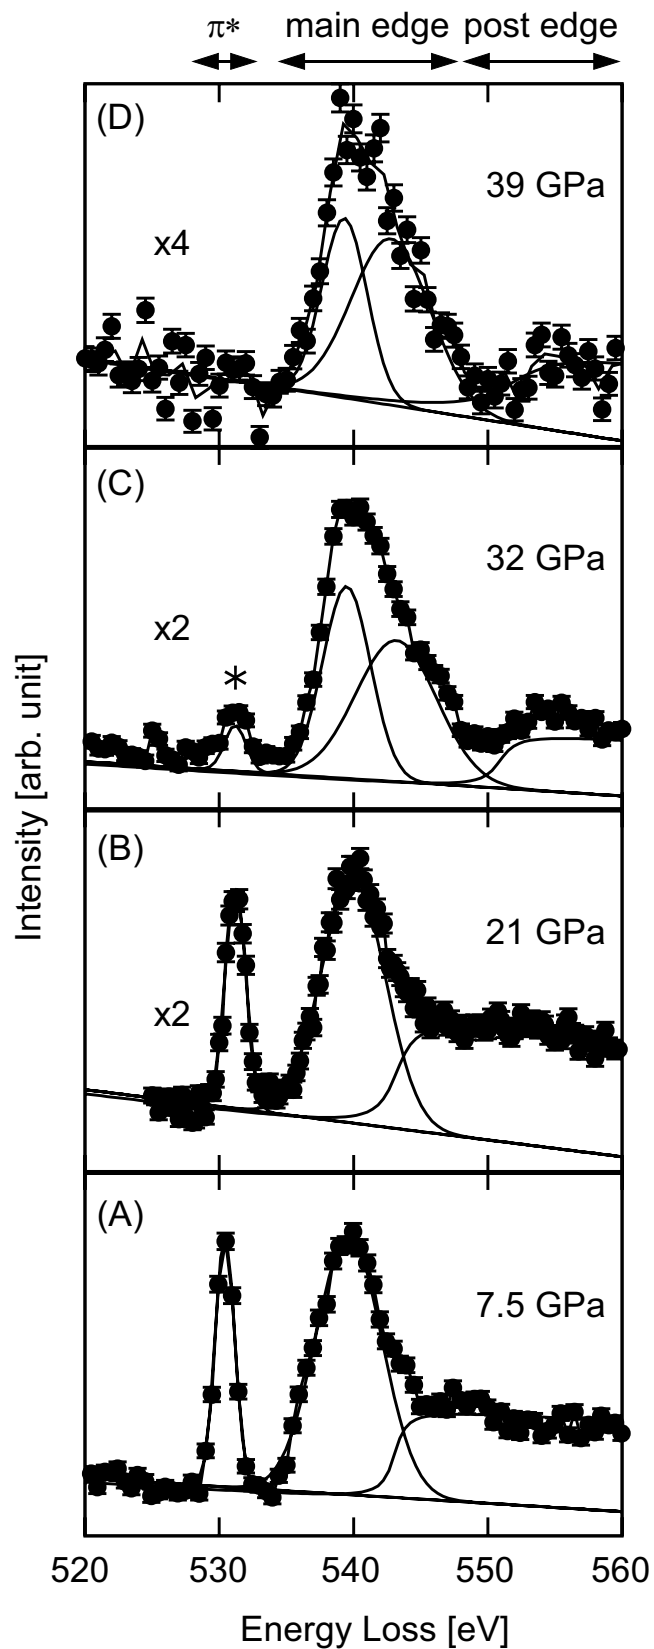 π* main edge post edge
(D)
39 GPa
x4
(C)
32 GPa
x2
*
(B)
21 GPa
x2
(A)
7.5 GPa
Intensity [arb. unit]
520 530 540 550 560
Energy Loss [eV]